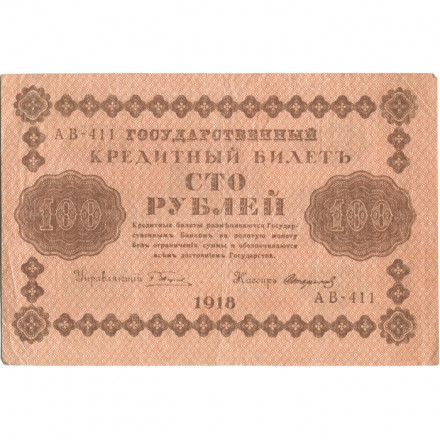 АВ-411 ГОСУДАРСТВЕННЫЙ
КРЕДИТНЫЙ БИЛЕТЪ
100 СТО 100
РУБЛЕЙ
Кредитные билеты размѣниваются Государ-
ственнымъ Банкомъ на золотую монету
безъ ограниченія суммы и обезпечиваются
всѣмъ достояніемъ Государства.
Управляющій Кассиръ
1918 АВ-411